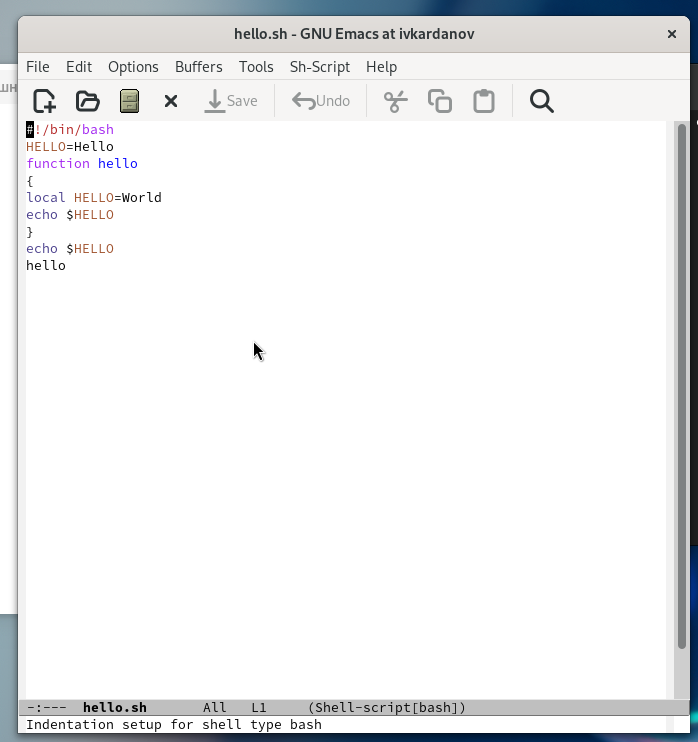 hello.sh - GNU Emacs at ivkardanov
File Edit Options Buffers Tools Sh-Script Help
Save Undo
#!/bin/bash
HELLO=Hello
function hello
{
local HELLO=World
echo $HELLO
}
echo $HELLO
hello
-:--- hello.sh All L1 (Shell-script[bash])
Indentation setup for shell type bash